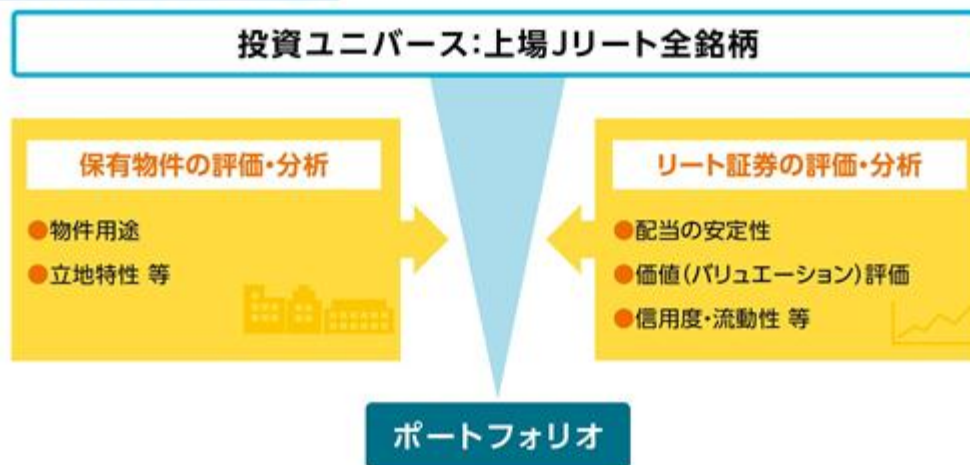 投資ユニバース：上場Jリート全銘柄
保有物件の評価・分析
●物件用途
●立地特性 等
リート証券の評価・分析
●配当の安定性
●価値（バリュエーション）評価
●信用度・流動性 等
ポートフォリオ